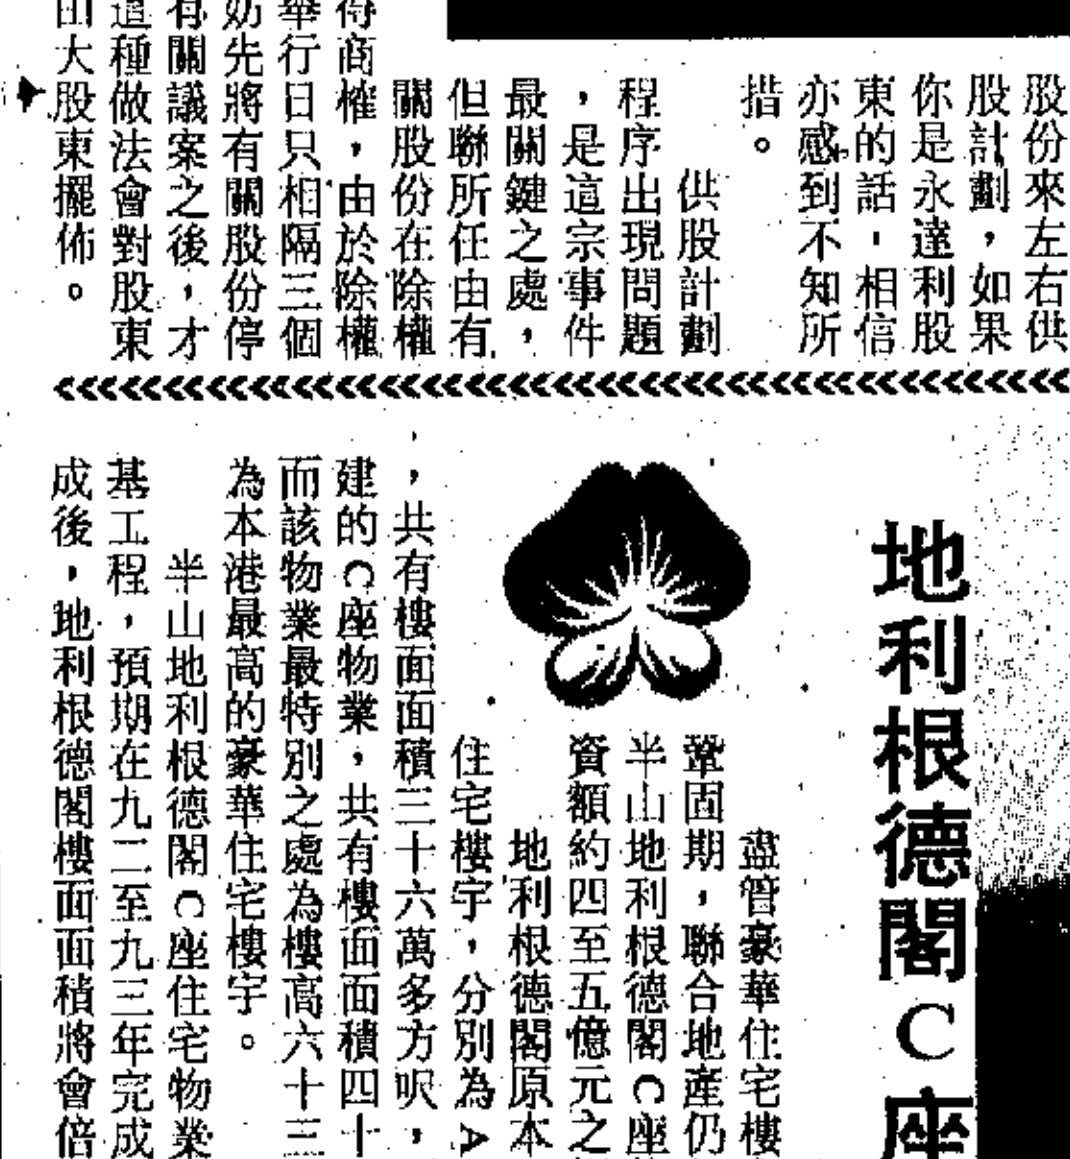 股份來左右供
股計劃，如果
你是永達利股
東的話，相信
亦感到不知所
措。
供股計劃
程序出現問題
，是這宗事件
最關鍵之處，
但聯所任由有
關股份在除權
得商榷，由於除權
舉行日只相隔三個
妨先將有關股份停
有關議案之後，才
這種做法會對股東
大股東擺佈。
地利根德閣C座
盡管豪華住宅樓
鞏固期，聯合地產仍
半山地利根德閣C座
資額約四至五億元之
地利根德閣原本
住宅樓宇，分別為A
，共有樓面面積三十六萬多方呎，
建的C座物業，共有樓面面積四十
而該物業最特別之處為樓高六十三
為本港最高的豪華住宅樓宇。
半山地利根德閣C座住宅物業
基工程，預期在九二至九三年完成
成後，地利根德閣樓面面積將會倍